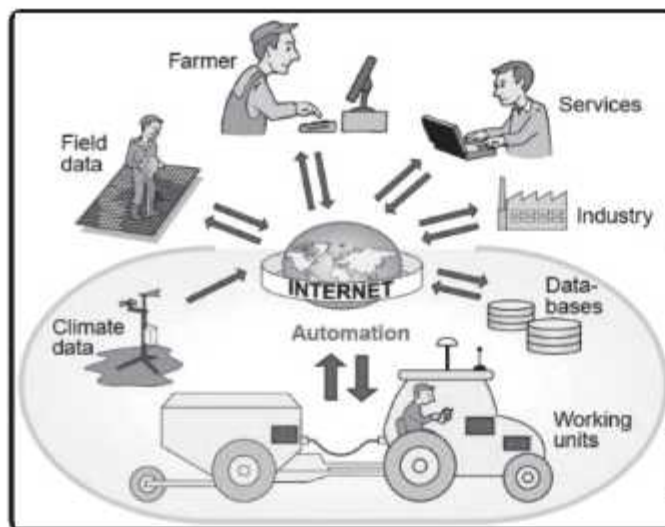 Farmer
Services
Field
data
Industry
INTERNET
Data-
bases
Climate
data
Automation
Working
units